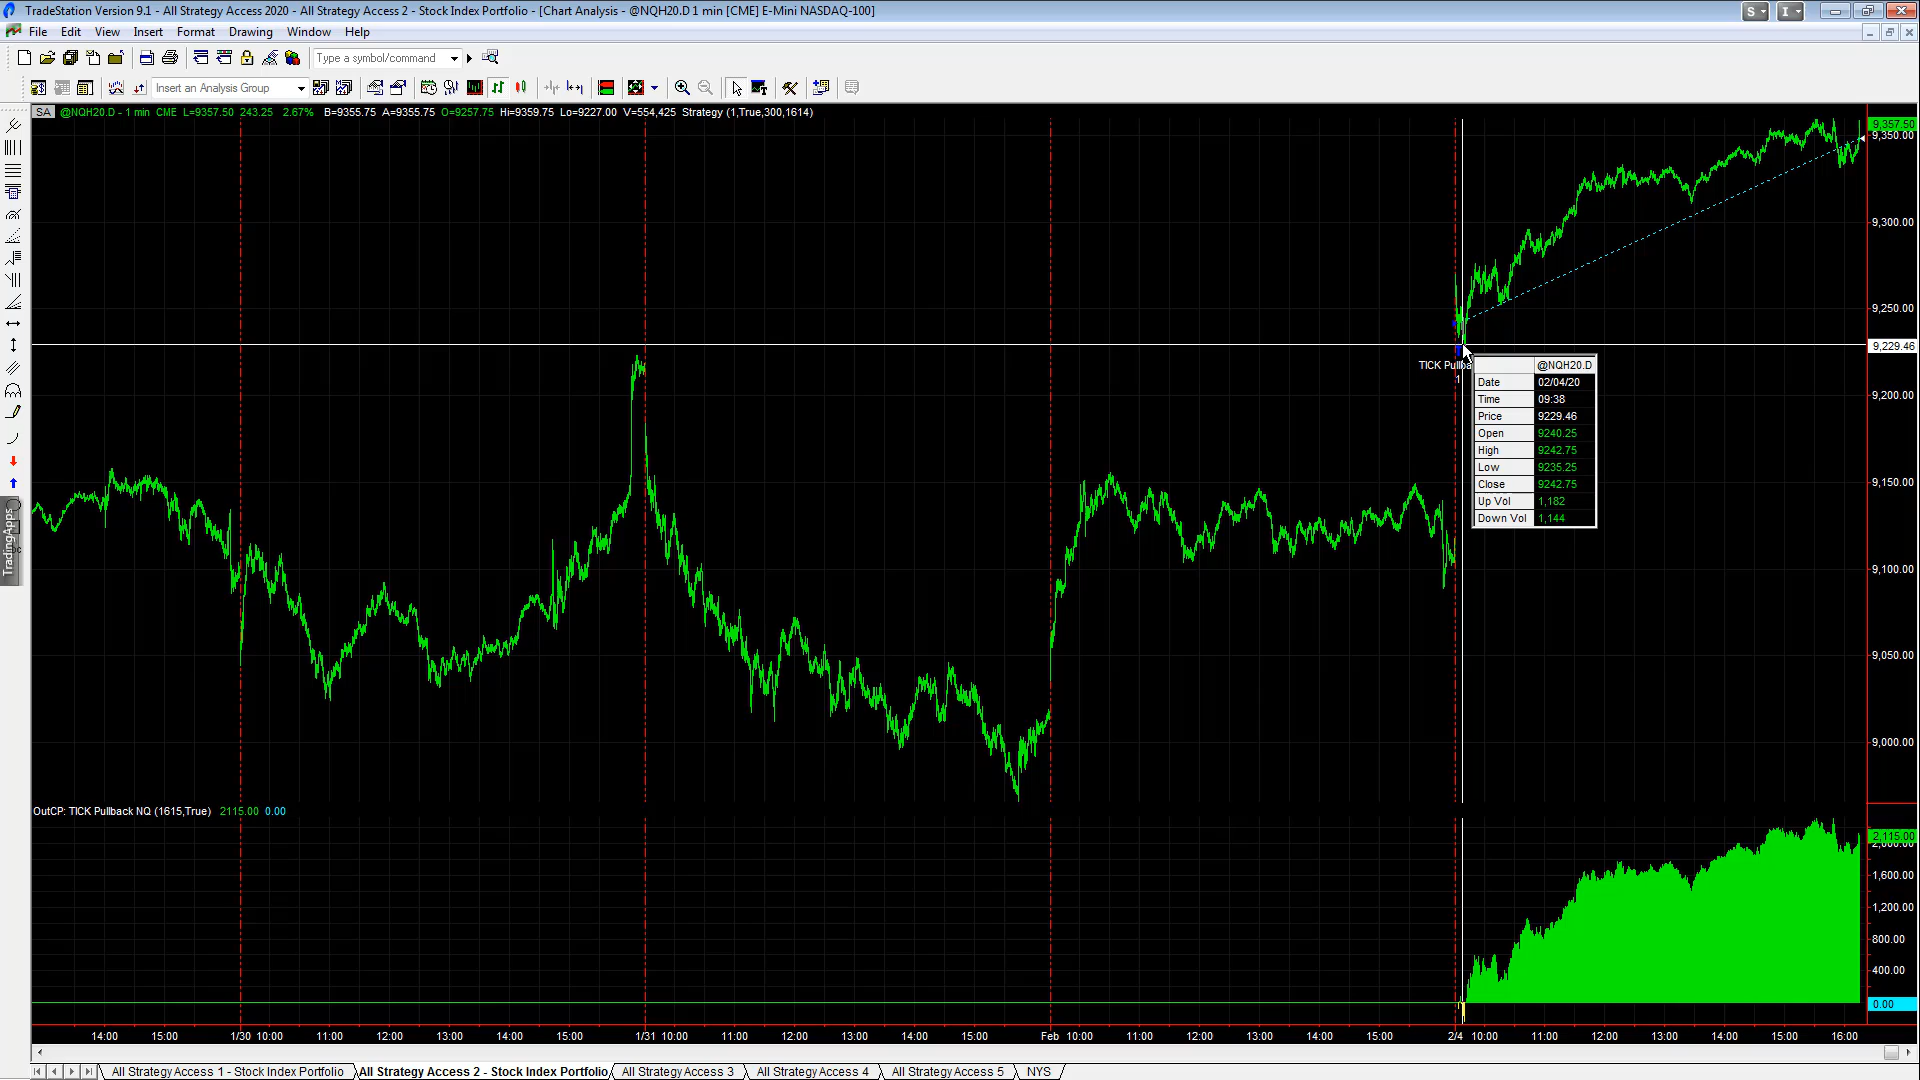 TradeStation Version 9.1 - All Strategy Access 2020 - All Strategy Access 2 - Stock Index Portfolio - [Chart Analysis - @NQH20.D 1 min [CME] E-Mini NASDAQ-100]
S
I
File Edit View Insert Format Drawing Window Help
Type a symbol/command
Insert an Analysis Group
SA @NQH20.D - 1 min CME L=9357.50 243.25 2.67% B=9355.75 A=9355.75 O=9257.75 Hi=9359.75 Lo=9227.00 V=554,425 Strategy (1,True,300,1614)
9,357.50
9,350.00
9,300.00
9,250.00
9,229.46
TICK Pullba
1
@NQH20.D
Date 02/04/20
Time 09:38
Price 9229.46
Open 9240.25
High 9242.75
Low 9235.25
Close 9242.75
Up Vol 1,182
Down Vol 1,144
9,200.00
9,150.00
9,100.00
9,050.00
9,000.00
TradingApps
OutCP: TICK Pullback NQ (1615,True) 2115.00 0.00
2,115.00
2,000.00
1,600.00
1,200.00
800.00
400.00
0.00
14:00 15:00 1/30 10:00 11:00 12:00 13:00 14:00 15:00 1/31 10:00 11:00 12:00 13:00 14:00 15:00 Feb 10:00 11:00 12:00 13:00 14:00 15:00 2/4 10:00 11:00 12:00 13:00 14:00 15:00 16:00
All Strategy Access 1 - Stock Index Portfolio All Strategy Access 2 - Stock Index Portfolio All Strategy Access 3 All Strategy Access 4 All Strategy Access 5 NYS